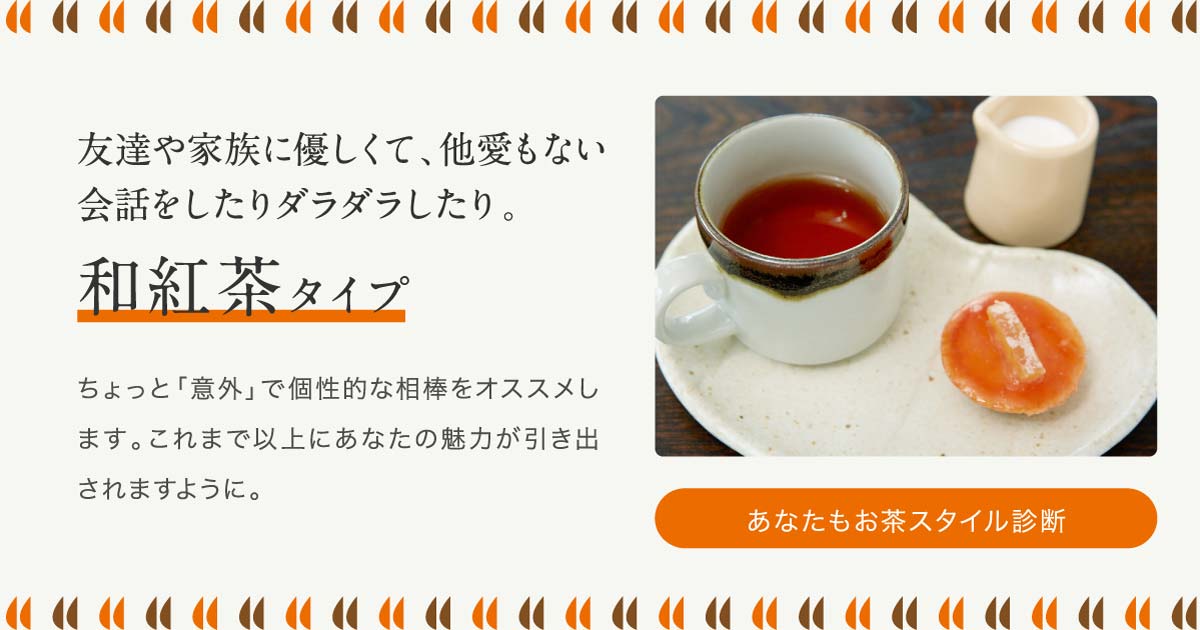 友達や家族に優しくて、他愛もない
会話をしたりダラダラしたり。
和紅茶タイプ
ちょっと「意外」で個性的な相棒をオススメし
ます。これまで以上にあなたの魅力が引き出
されますように。
あなたもお茶スタイル診断